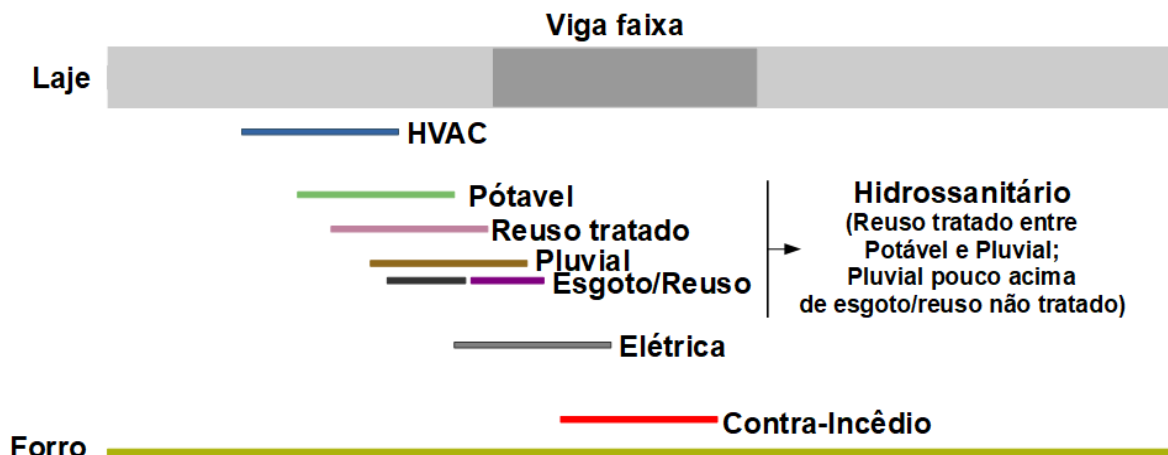 Viga faixa
Laje
HVAC
Pótavel
Reuso tratado
Pluvial
Esgoto/Reuso
Hidrossanitário
(Reuso tratado entre
Potável e Pluvial;
Pluvial pouco acima
de esgoto/reuso não tratado)
Elétrica
Contra-Incêdio
Forro